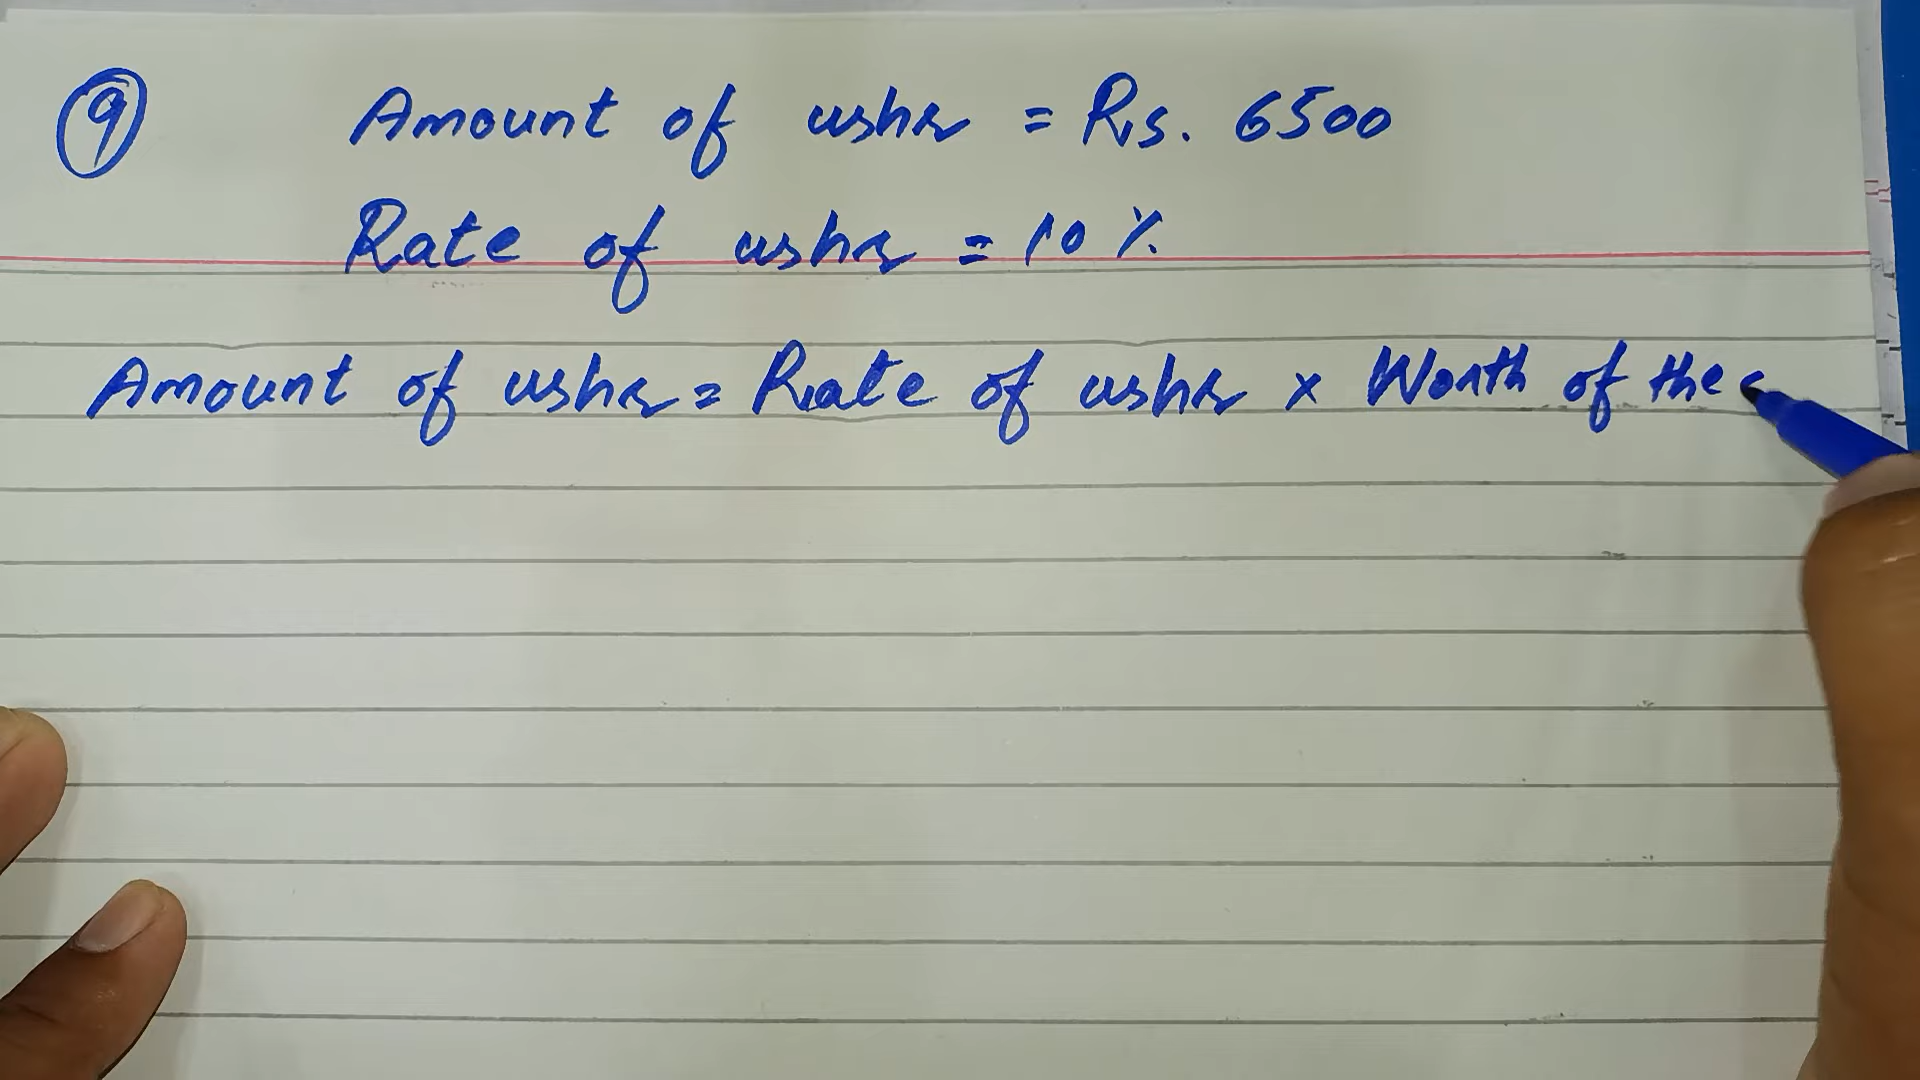 9 Amount of ushr = Rs. 6500
Rate of ushr = 10 %
Amount of ushr = Rate of ushr × Worth of the